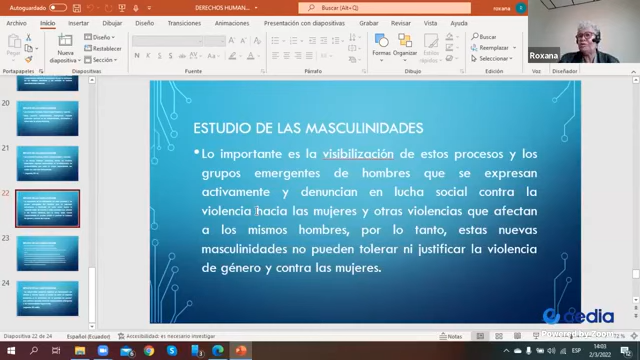 Autoguardado
DERECHOS HUMAN...
Buscar (Alt+Q)
roxana
Archivo Inicio Insertar Dibujar Diseño Transiciones Animaciones Presentación con diapositivas Grabar Revisar Vista Ayuda
Pegar
Nueva diapositiva
Diseño
Restablecer
Sección
Formas Organizar Estilos rápidos
Buscar
Reemplazar
Seleccionar
Dictar
Roxana
Portapapeles Diapositivas Fuente Párrafo Dibujo Edición Voz Diseñador
20
21
22
23
24
ESTUDIO DE LAS MASCULINIDADES
• Lo importante es la visibilización de estos procesos y los
grupos emergentes de hombres que se expresan
activamente y denuncian en lucha social contra la
violencia hacia las mujeres y otras violencias que afectan
a los mismos hombres, por lo tanto, estas nuevas
masculinidades no pueden tolerar ni justificar la violencia
de género y contra las mujeres.
dedia
Powered by Zoom
Diapositiva 22 de 24 Español (Ecuador) Accesibilidad: es necesario investigar Notas 72 %
ESP
14:03
2/3/2022